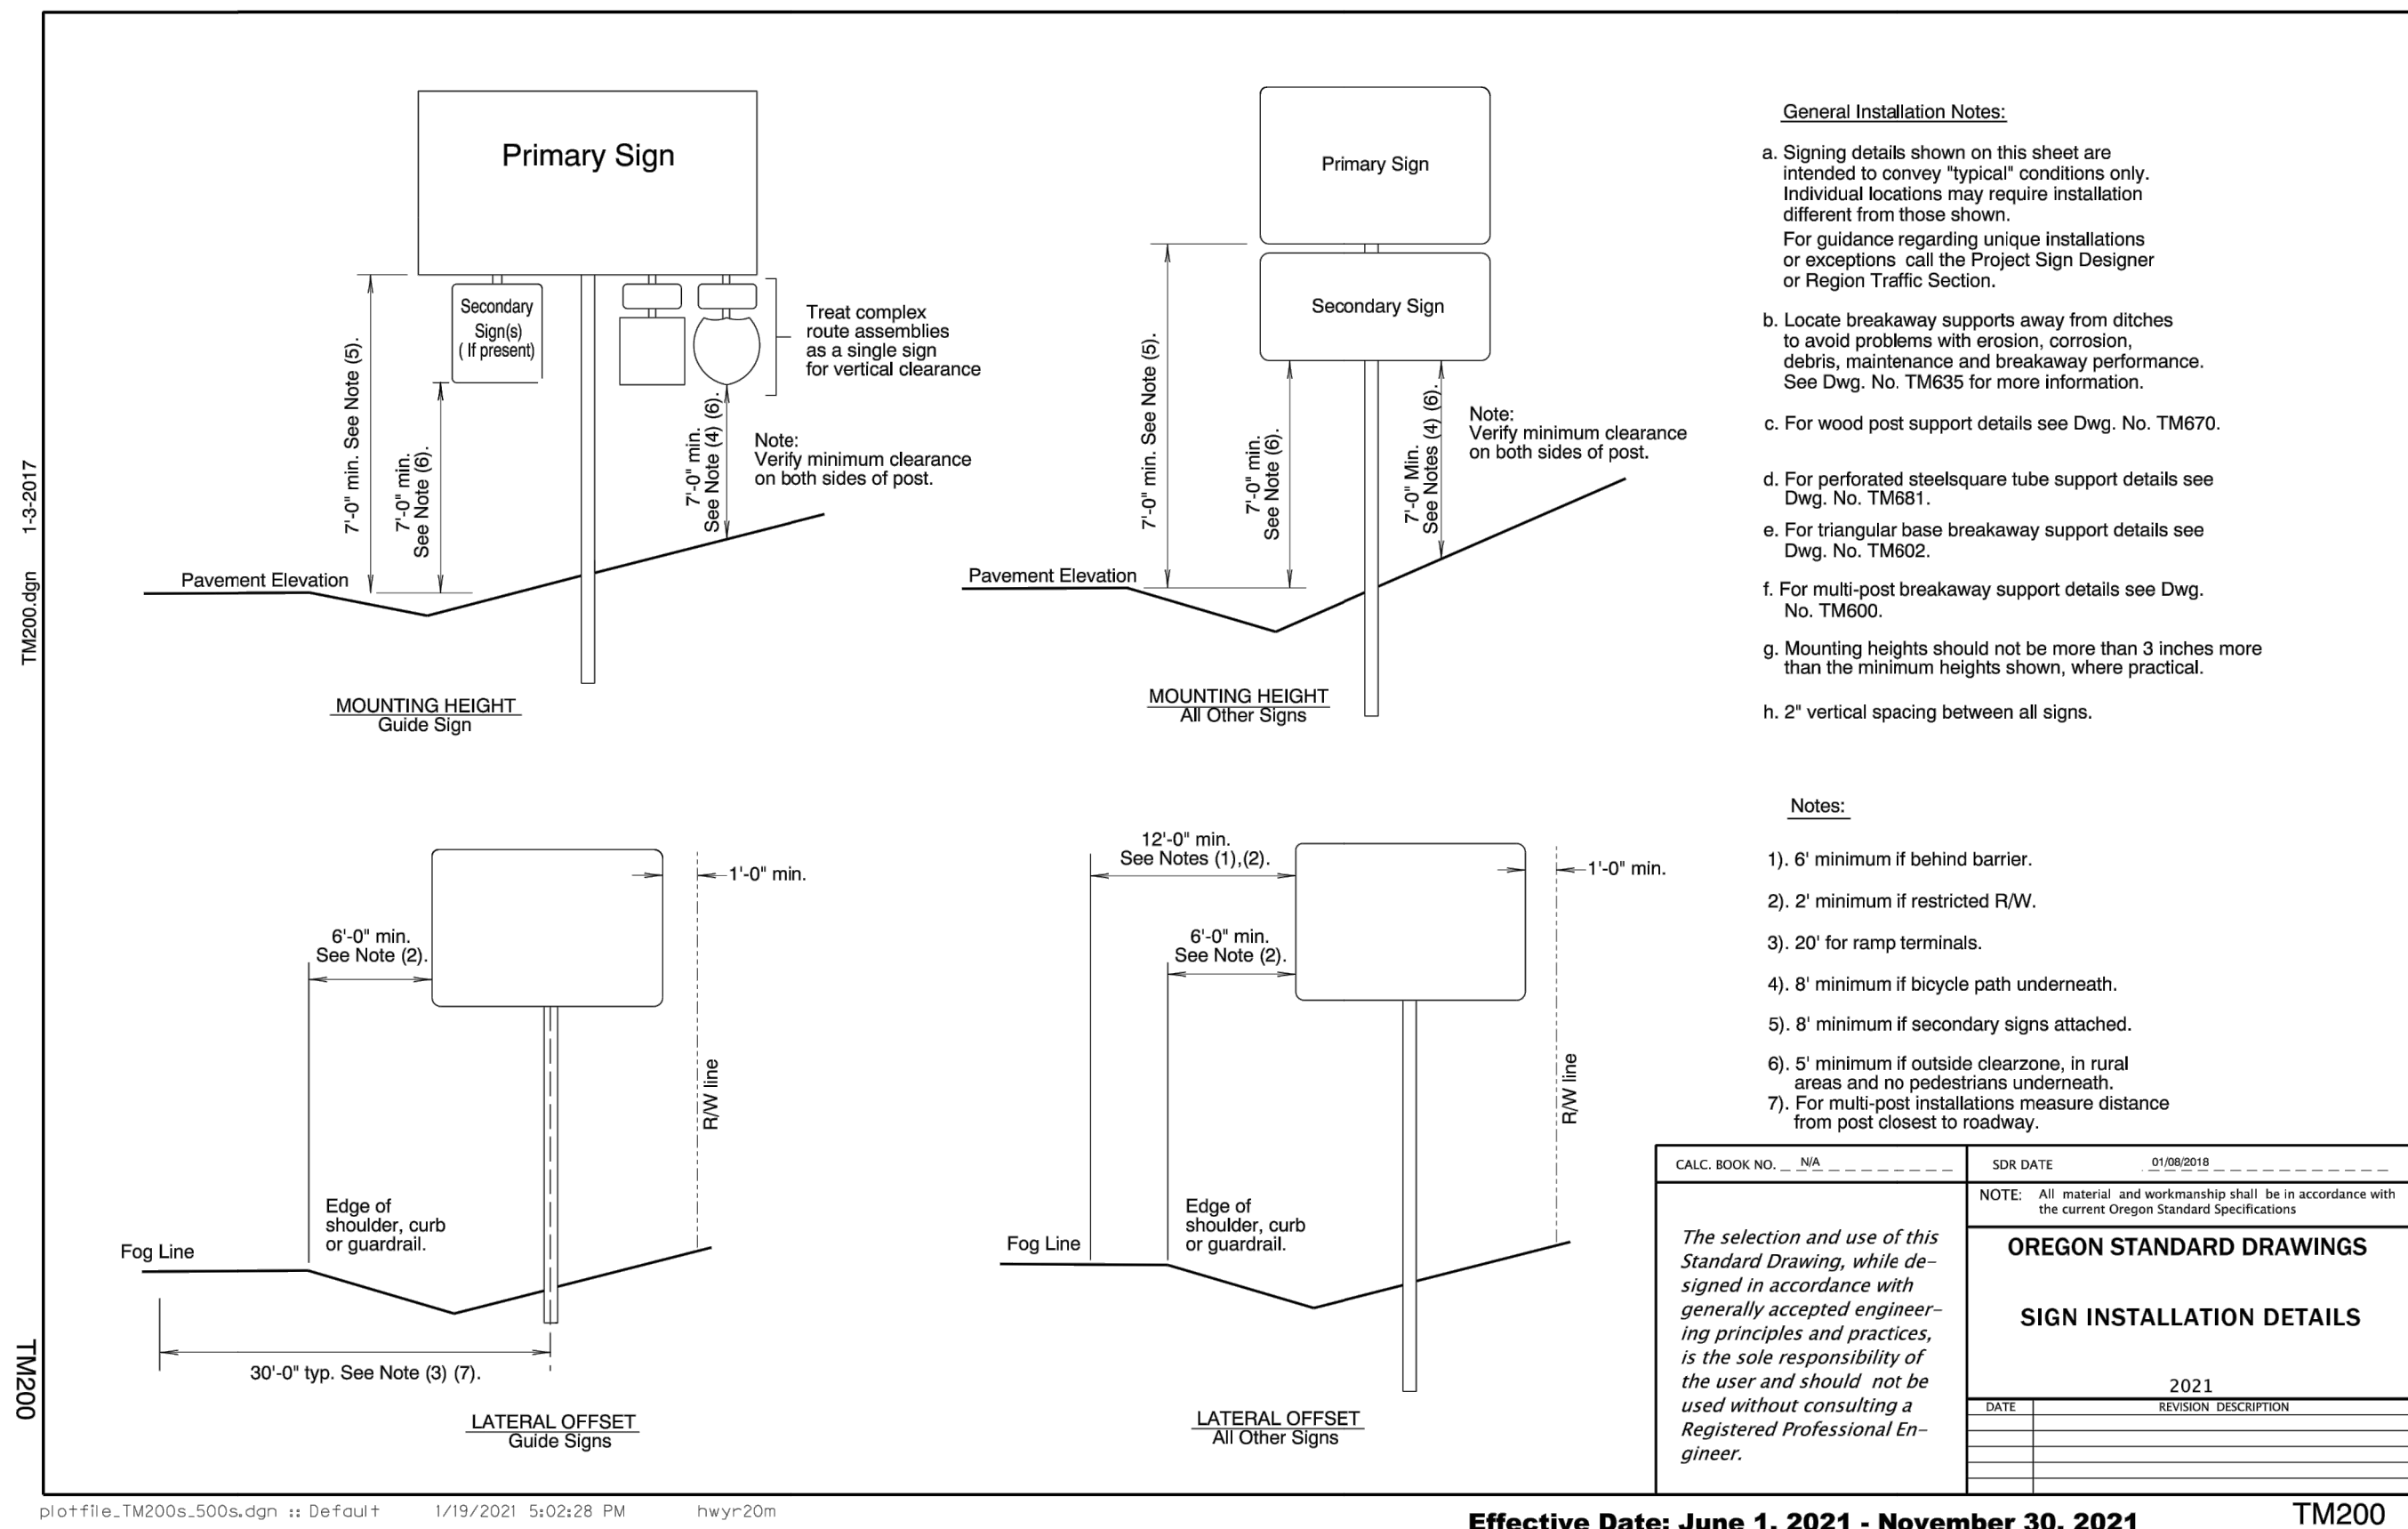 Primary Sign
Secondary
Sign(s)
( If present)
7'-0" min. See Note (5).
7'-0" min.
See Note (6).
7'-0" min.
See Note (4) (6).
Treat complex
route assemblies
as a single sign
for vertical clearance
Note:
Verify minimum clearance
on both sides of post.
Pavement Elevation
MOUNTING HEIGHT
Guide Sign
Primary Sign
Secondary Sign
7'-0" min. See Note (5).
7'-0" min.
See Note (6).
7'-0" Min.
See Notes (4) (6).
Note:
Verify minimum clearance
on both sides of post.
Pavement Elevation
MOUNTING HEIGHT
All Other Signs
General Installation Notes:
a. Signing details shown on this sheet are
intended to convey "typical" conditions only.
Individual locations may require installation
different from those shown.
For guidance regarding unique installations
or exceptions call the Project Sign Designer
or Region Traffic Section.
b. Locate breakaway supports away from ditches
to avoid problems with erosion, corrosion,
debris, maintenance and breakaway performance.
See Dwg. No. TM635 for more information.
c. For wood post support details see Dwg. No. TM670.
d. For perforated steelsquare tube support details see
Dwg. No. TM681.
e. For triangular base breakaway support details see
Dwg. No. TM602.
f. For multi-post breakaway support details see Dwg.
No. TM600.
g. Mounting heights should not be more than 3 inches more
than the minimum heights shown, where practical.
h. 2" vertical spacing between all signs.
6'-0" min.
See Note (2).
1'-0" min.
R/W line
Edge of
shoulder, curb
or guardrail.
Fog Line
30'-0" typ. See Note (3) (7).
LATERAL OFFSET
Guide Signs
12'-0" min.
See Notes (1),(2).
6'-0" min.
See Note (2).
1'-0" min.
R/W line
Edge of
shoulder, curb
or guardrail.
Fog Line
LATERAL OFFSET
All Other Signs
Notes:
1). 6' minimum if behind barrier.
2). 2' minimum if restricted R/W.
3). 20' for ramp terminals.
4). 8' minimum if bicycle path underneath.
5). 8' minimum if secondary signs attached.
6). 5' minimum if outside clearzone, in rural
areas and no pedestrians underneath.
7). For multi-post installations measure distance
from post closest to roadway.
CALC. BOOK NO. N/A
SDR DATE 01/08/2018
The selection and use of this
Standard Drawing, while de-
signed in accordance with
generally accepted engineer-
ing principles and practices,
is the sole responsibility of
the user and should not be
used without consulting a
Registered Professional En-
gineer.
NOTE: All material and workmanship shall be in accordance with
the current Oregon Standard Specifications
OREGON STANDARD DRAWINGS
SIGN INSTALLATION DETAILS
2021
DATE REVISION DESCRIPTION
TM200.dgn 1-3-2017
TM200
plotfile_TM200s_500s.dgn :: Default 1/19/2021 5:02:28 PM hwyr20m
Effective Date: June 1, 2021 - November 30, 2021
TM200